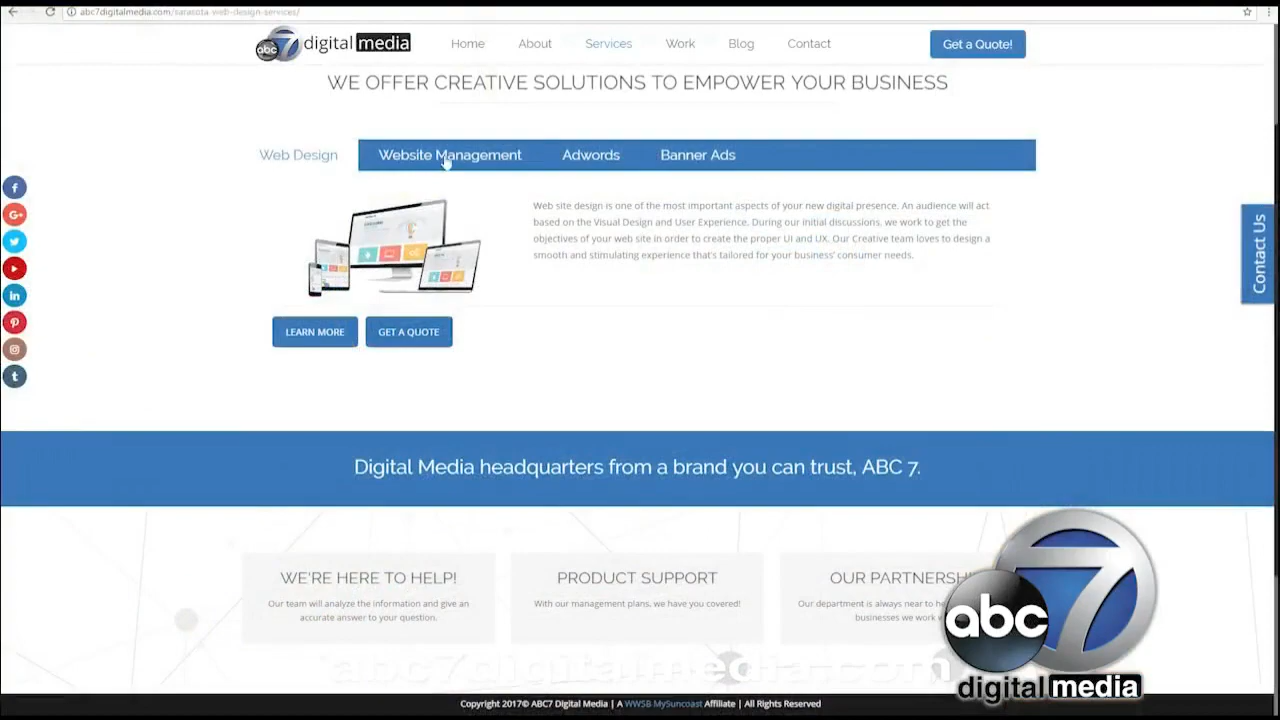 abc7digitalmedia.com/sarasota-web-design-services/
abc 7 digital media
Home About Services Work Blog Contact
Get a Quote!
WE OFFER CREATIVE SOLUTIONS TO EMPOWER YOUR BUSINESS
Web Design Website Management Adwords Banner Ads
Web site design is one of the most important aspects of your new digital presence. An audience will act
based on the Visual Design and User Experience. During our initial discussions, we work to get the
objectives of your web site in order to create the proper UI and UX. Our Creative team loves to design a
smooth and stimulating experience that's tailored for your business' consumer needs.
Contact Us
LEARN MORE GET A QUOTE
Digital Media headquarters from a brand you can trust, ABC 7.
WE'RE HERE TO HELP!
Our team will analyze the information and give an
accurate answer to your question.
PRODUCT SUPPORT
With our management plans, we have you covered!
OUR PARTNERSHI
Our department is always near to
businesses we work
abc 7
digital media
abc7digitalmedia.com
Copyright 2017© ABC7 Digital Media | A WWSB MySuncoast Affiliate | All Rights Reserved